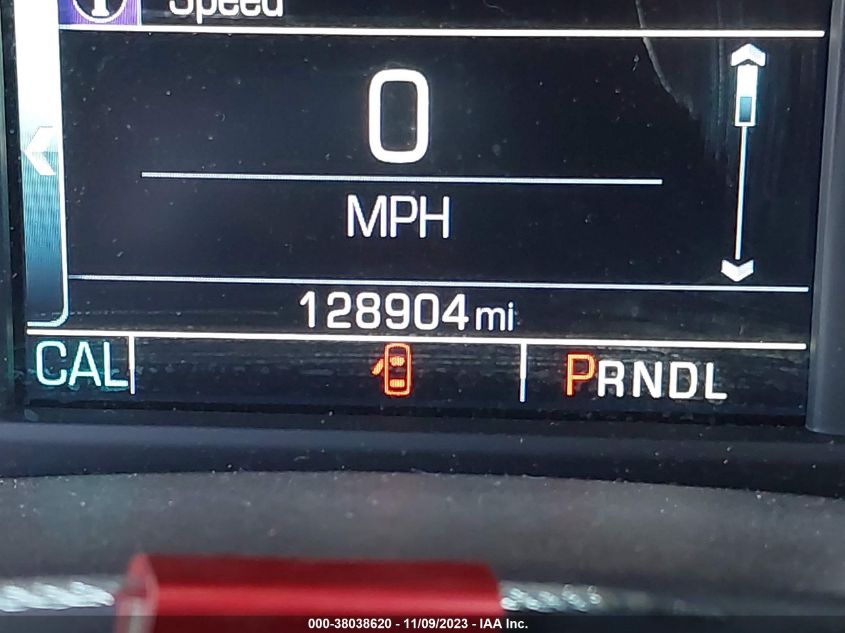 Speed
0
MPH
128904 mi
CAL PRNDL
000-38038620 - 11/09/2023 - IAA Inc.